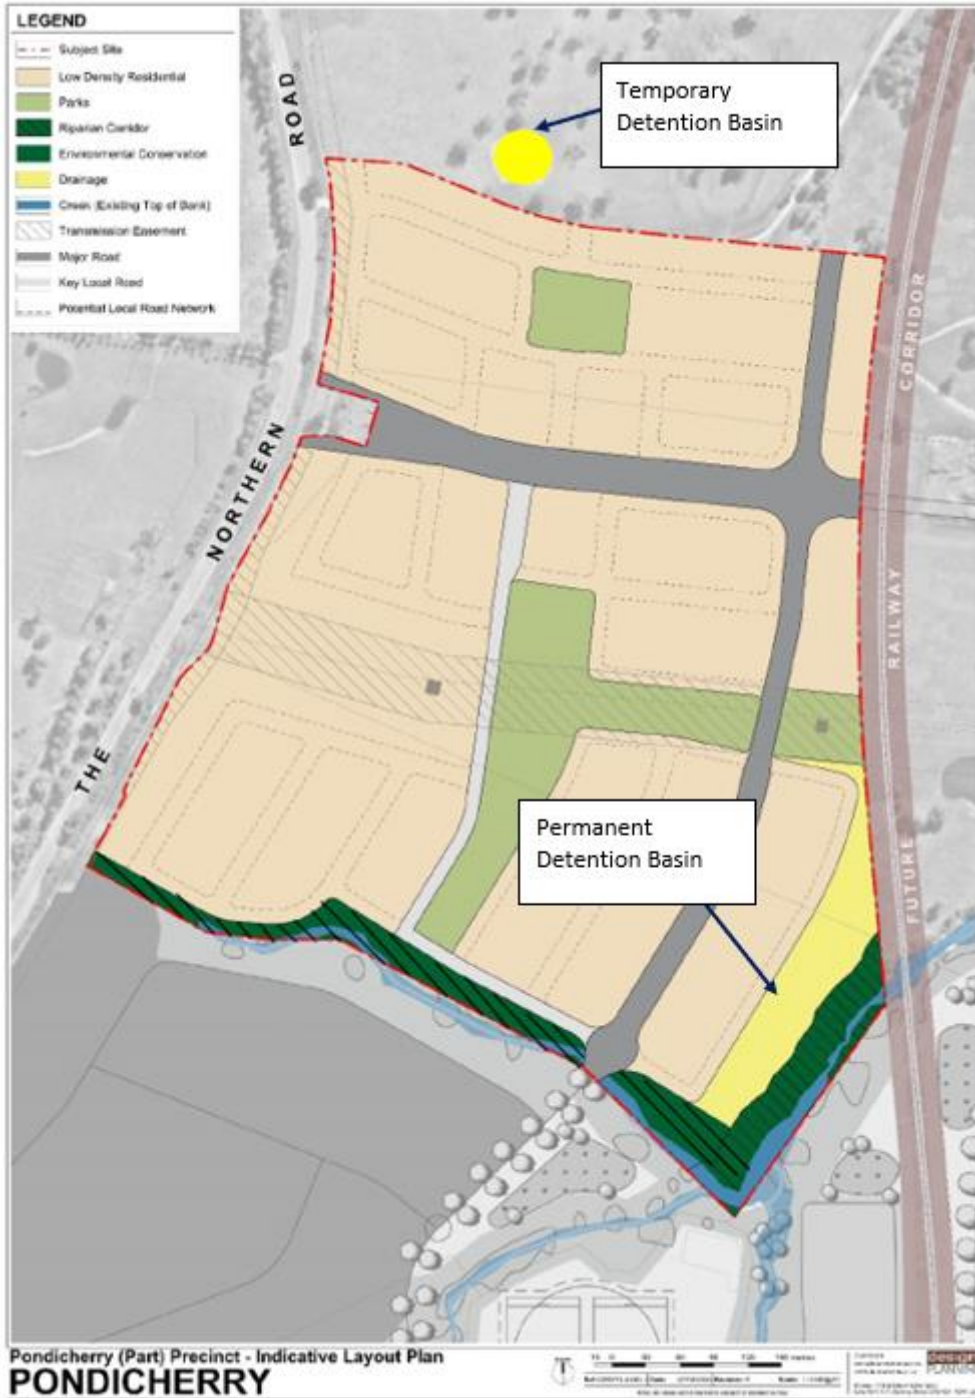 LEGEND
Subject Site
Low Density Residential
Parks
Riparian Corridor
Environmental Conservation
Drainage
Creek (Existing Top of Bank)
Transmission Easement
Major Road
Key Local Road
Potential Local Road Network
Temporary
Detention Basin
THE NORTHERN ROAD
FUTURE RAILWAY CORRIDOR
Permanent
Detention Basin
Pondicherry (Part) Precinct - Indicative Layout Plan
PONDICHERRY